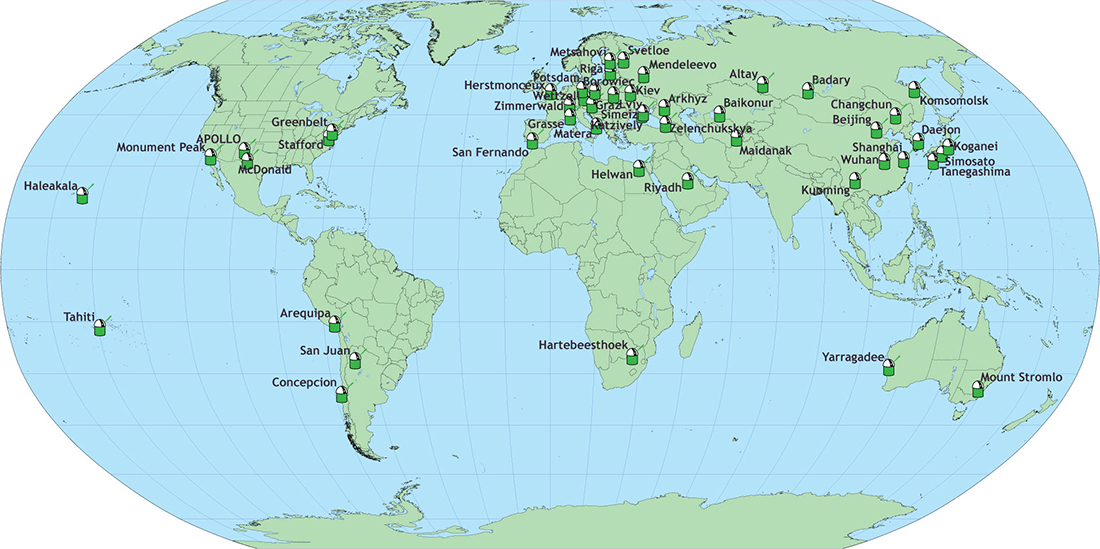 Metsahovi
Svetloe
Riga
Mendeleevo
Potsdam
Borowiec
Altay
Badary
Herstmonceux
Kiev
Wettzell
Komsomolsk
Arkhyz
Baikonur
Changchun
Zimmerwald
Graz
Lviv
Simeiz
Greenbelt
Grasse
Katzively
Zelenchukskya
Beijing
Daejon
Matera
APOLLO
Stafford
Monument Peak
San Fernando
Maidanak
Shanghai
Koganei
Wuhan
Simosato
McDonald
Helwan
Tanegashima
Haleakala
Riyadh
Kunming
Tahiti
Arequipa
San Juan
Hartebeesthoek
Yarragadee
Concepcion
Mount Stromlo